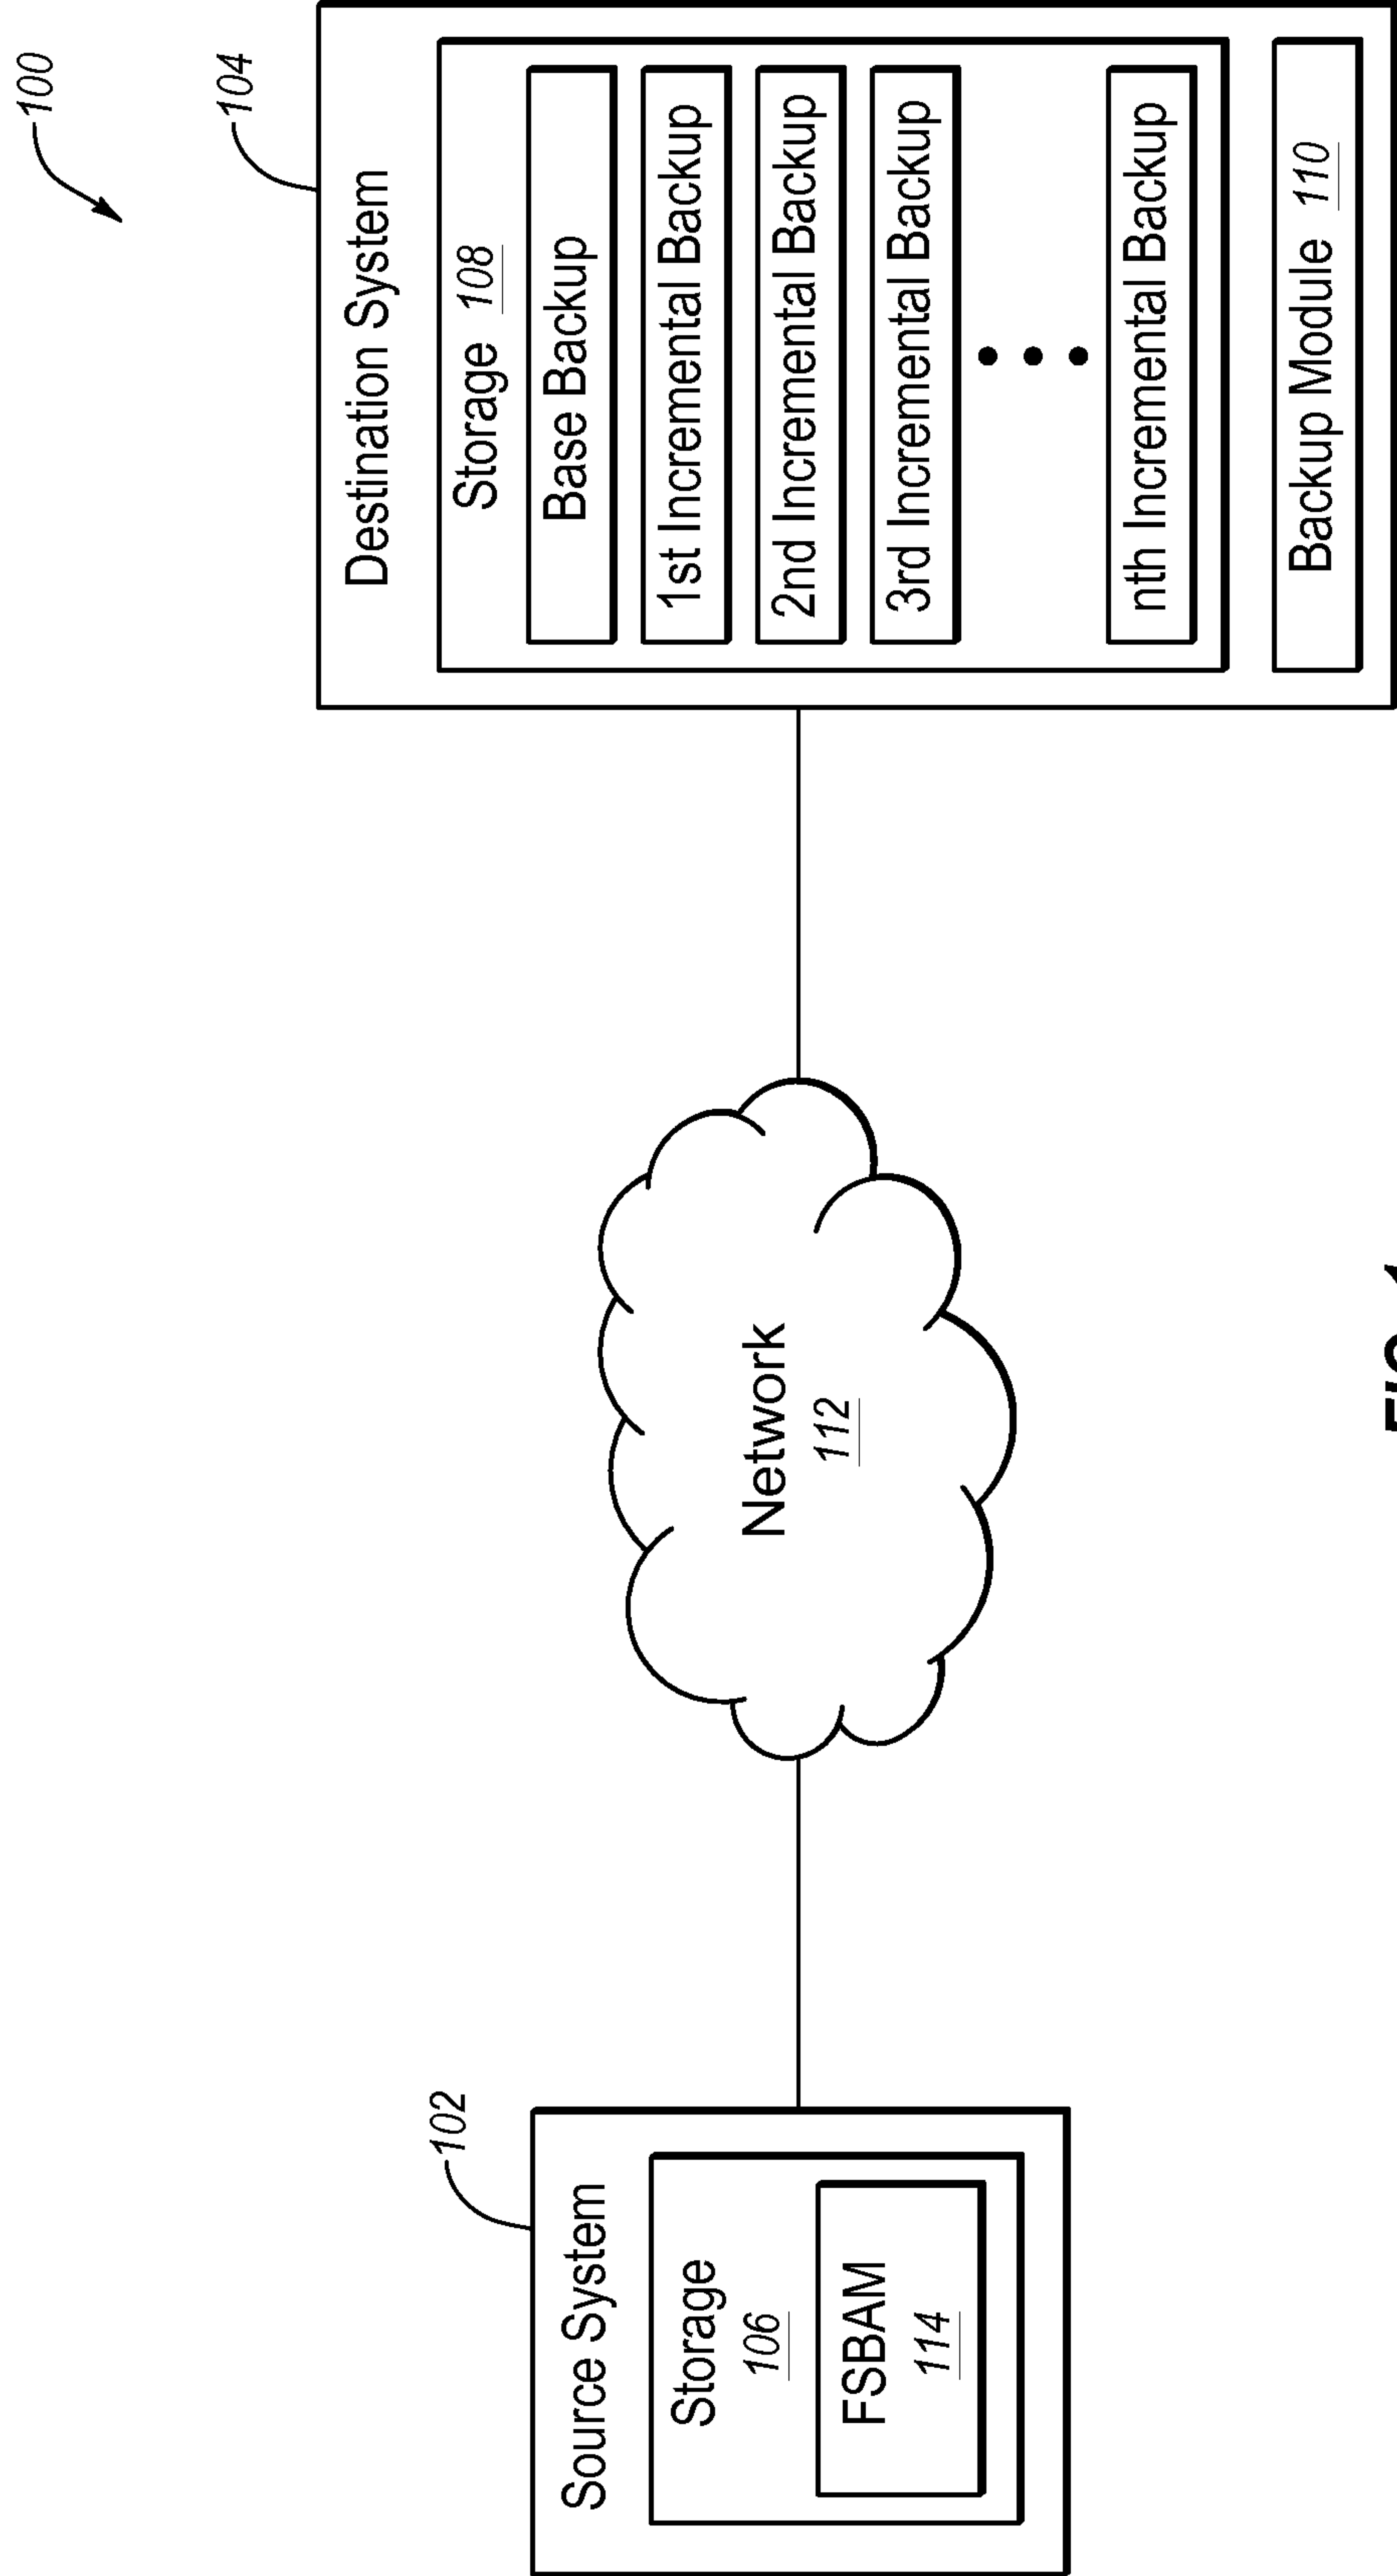 100
104
102
Source System
Storage
106
FSBAM
114
Network
112
Destination System
Storage 108
Base Backup
1st Incremental Backup
2nd Incremental Backup
3rd Incremental Backup
nth Incremental Backup
Backup Module 110